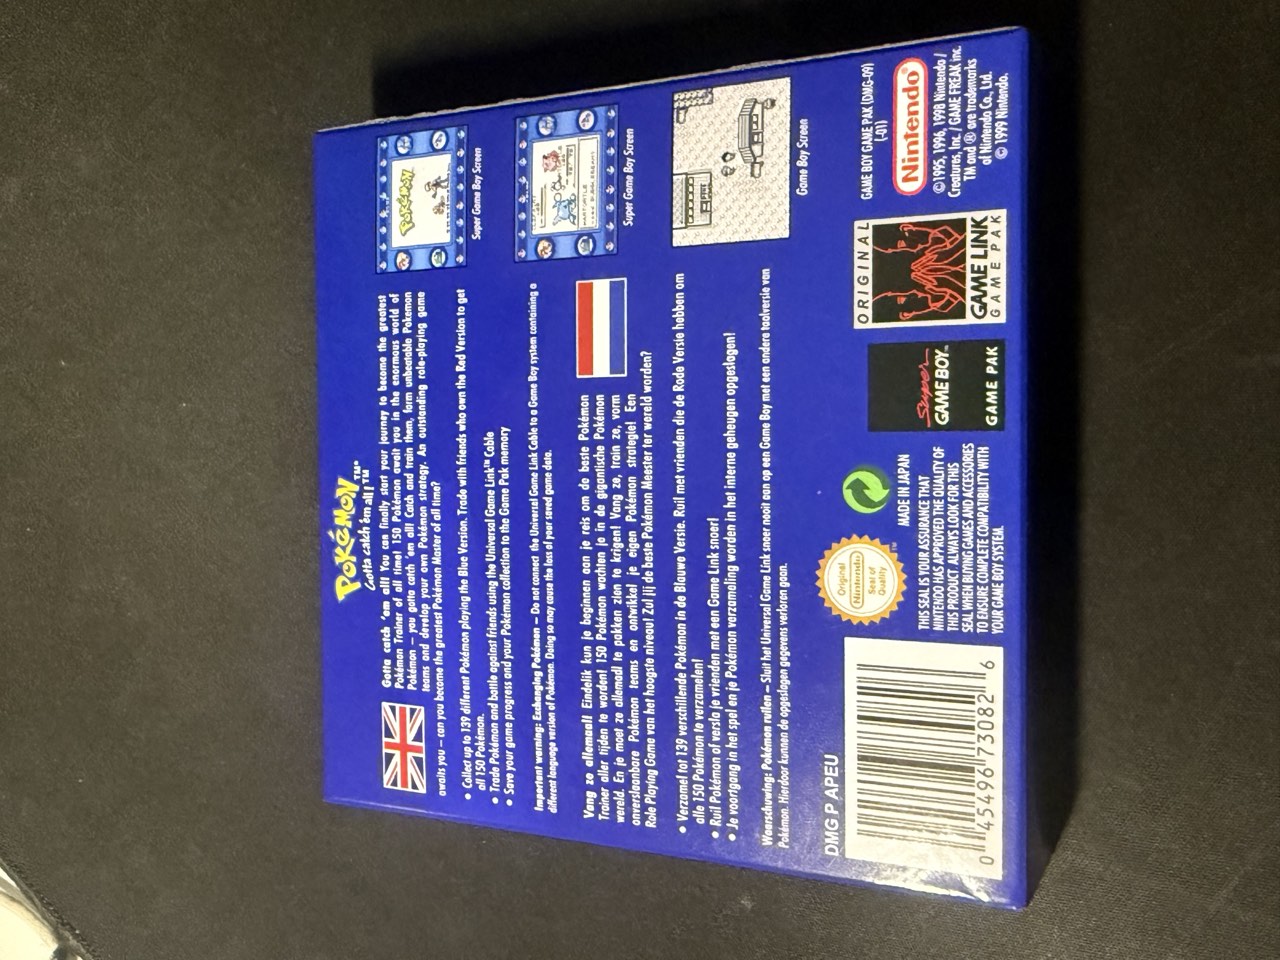 POKéMON™
Gotta catch 'em all!™
Gotta catch 'em all! You can finally start your journey to become the greatest
Pokémon Trainer of all time! 150 Pokémon await you in the enormous world of
Pokémon – you gotta catch 'em all! Catch and train them, form unbeatable Pokemon
teams and develop your own Pokémon strategy. An outstanding role-playing game
awaits you – can you become the greatest Pokémon Master of all time?
• Collect up to 139 different Pokémon playing the Blue Version. Trade with friends who own the Red Version to get
all 150 Pokémon.
• Trade Pokémon and battle against friends using the Universal Game Link™ Cable
• Save your game progress and your Pokémon collection to the Game Pak memory
Important warning: Exchanging Pokémon – Do not connect the Universal Game Link Cable to a Game Boy system containing a
different language version of Pokémon. Doing so may cause the loss of your saved game data.
Vang ze allemaal! Eindelijk kun je beginnen aan je reis om de beste Pokémon
Trainer aller tijden te worden! 150 Pokémon wachten je in de gigantische Pokémon
wereld. En je moet ze allemaal te pakken zien te krigen! Vang ze, train ze, vorm
onverslaanbare Pokémon teams en ontwikkel je eigen Pokémon strategie! Een
Role Playing Game van het hoogste niveau! Zul jij de beste Pokémon Meester ter wereld worden?
• Verzamel tot 139 verschillende Pokémon in de Blauwe Versie. Ruil met vrienden die de Rode Versie hebben om
alle 150 Pokémon te verzamelen!
• Ruil Pokémon of versla je vrienden met een Game Link snoer!
• Je voortgang in het spel en je Pokémon verzameling worden in het interne geheugen opgeslagen!
Waarschuwing: Pokémon ruilen – Sluit het Universal Game Link snoer nooit aan op een Game Boy met een andere taalversie van
Pokémon. Hierdoor kunnen de opgeslagen gegevens verloren gaan.
POKéMON
Super Game Boy Screen
Super Game Boy Screen
Game Boy Screen
DMG P APEU
0 45496 73082 6
Original
Nintendo
Seal of
Quality
TM
MADE IN JAPAN
THIS SEAL IS YOUR ASSURANCE THAT
NINTENDO HAS APPROVED THE QUALITY OF
THIS PRODUCT. ALWAYS LOOK FOR THIS
SEAL WHEN BUYING GAMES AND ACCESSORIES
TO ENSURE COMPLETE COMPATIBILITY WITH
YOUR GAME BOY SYSTEM.
Super
GAME BOY™
GAME PAK
ORIGINAL
GAME LINK
GAME PAK
GAME BOY GAME PAK (DMG-09)
(-01)
Nintendo®
©1995, 1996, 1998 Nintendo /
Creatures, inc. / GAME FREAK inc.
TM and ® are trademarks
of Nintendo Co., Ltd.
© 1999 Nintendo.